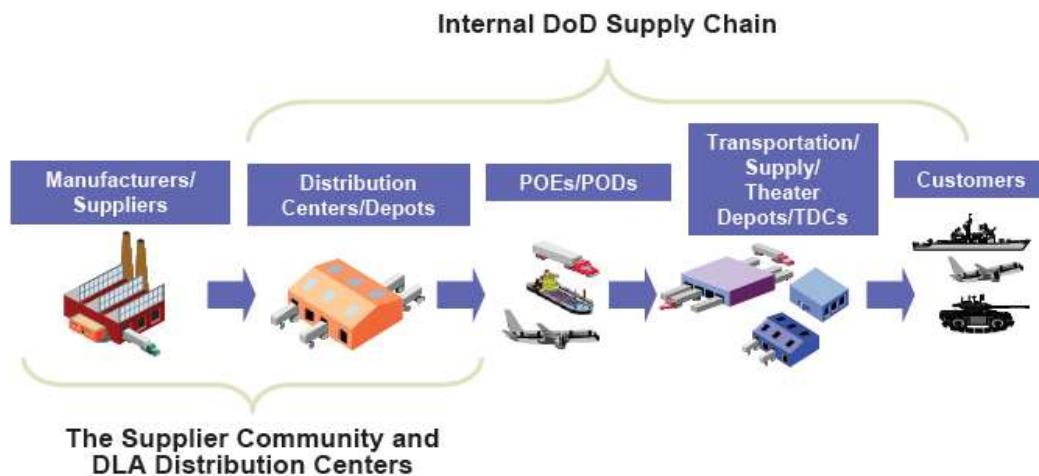 Internal DoD Supply Chain
Manufacturers/
Suppliers
Distribution
Centers/Depots
POEs/PODs
Transportation/
Supply/
Theater
Depots/TDCs
Customers
The Supplier Community and
DLA Distribution Centers